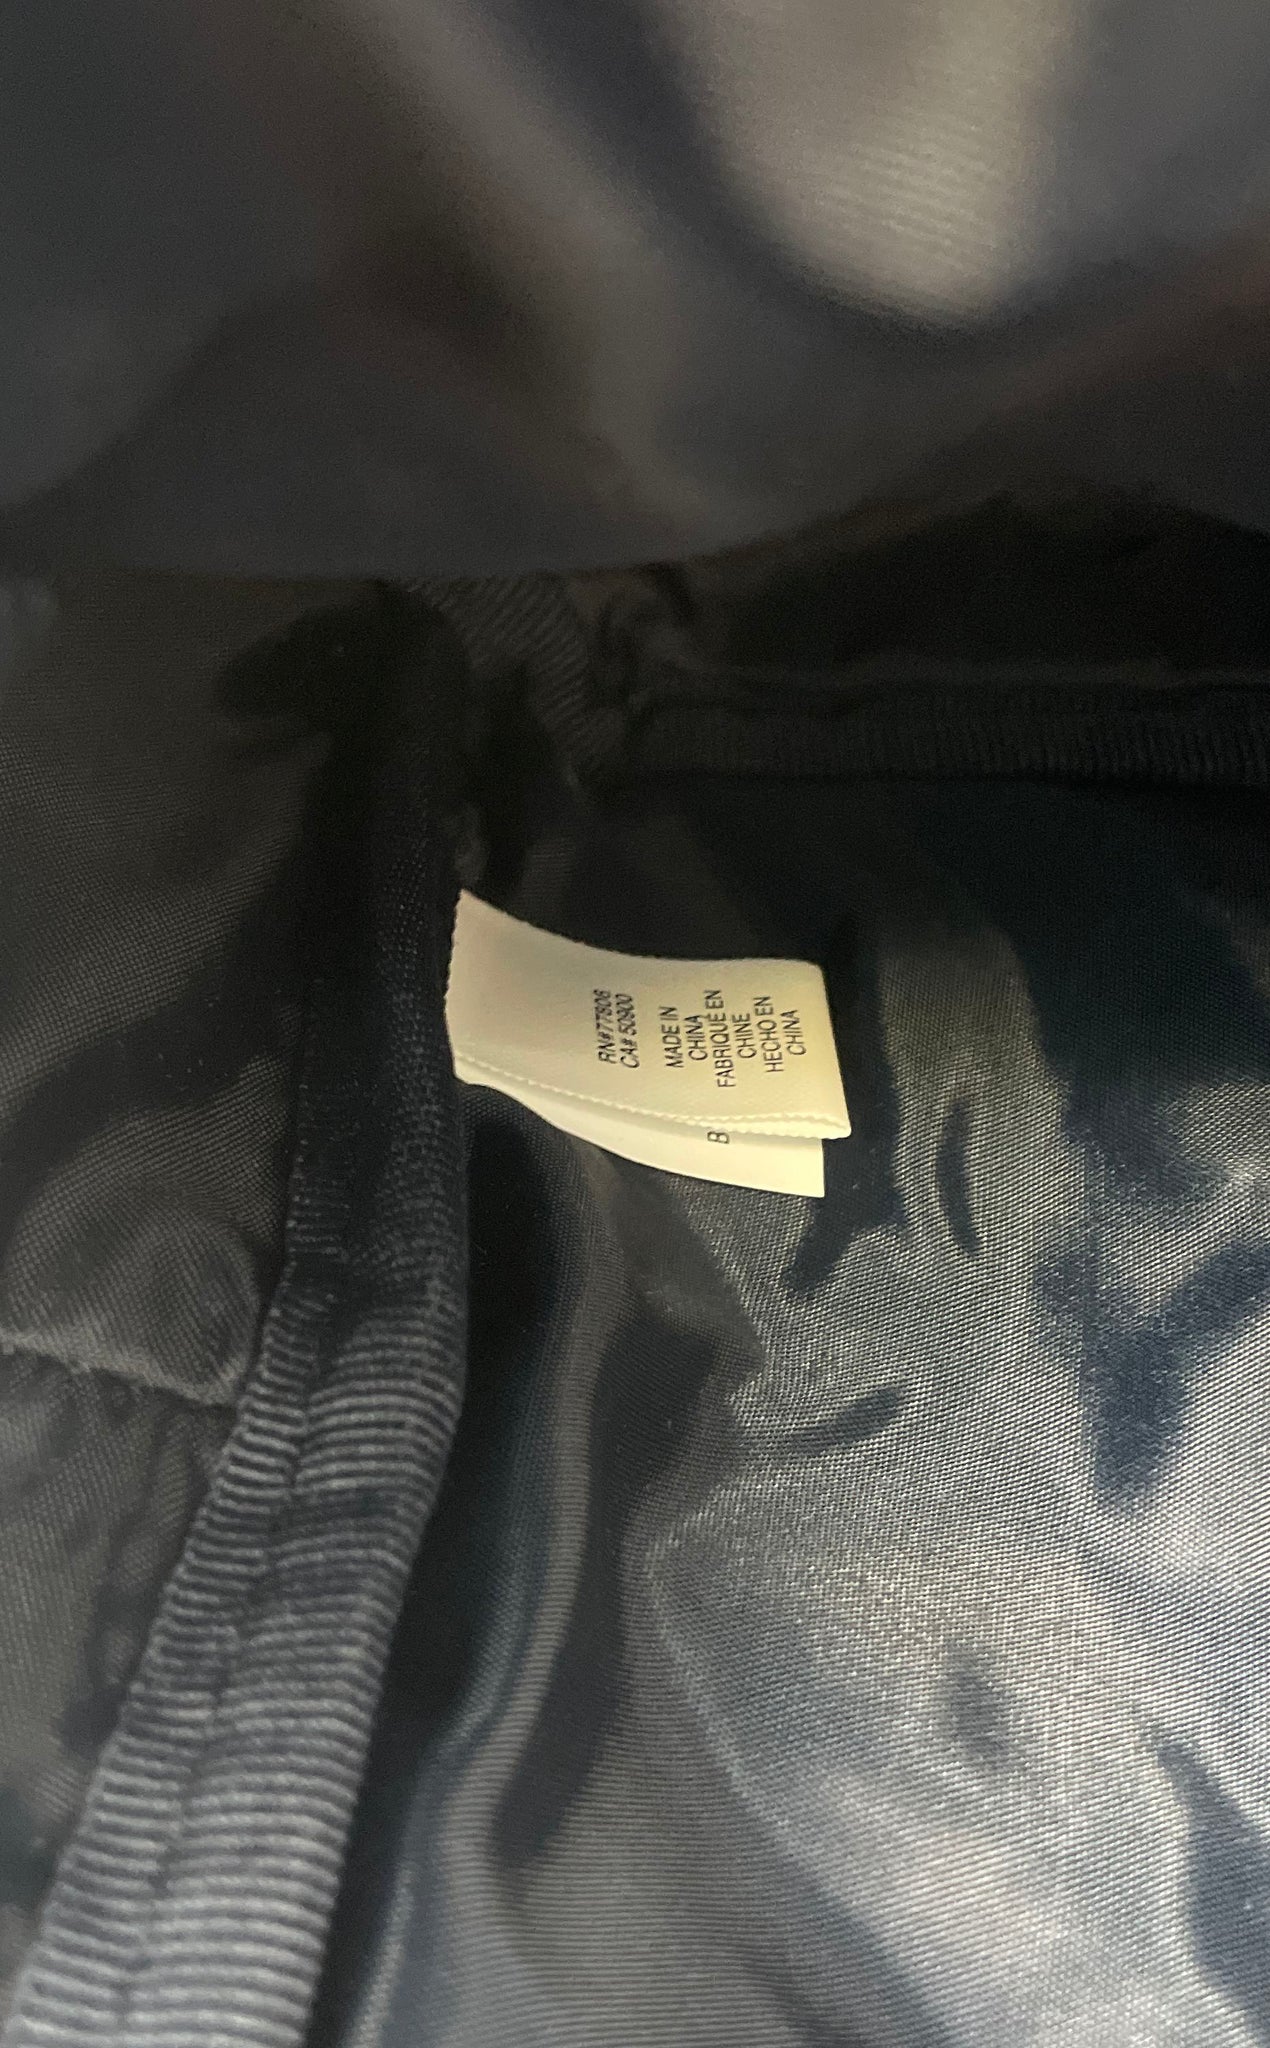 RN#77806
CA# 50900
MADE IN
CHINA
FABRIQUÉ EN
CHINE
HECHO EN
CHINA
B